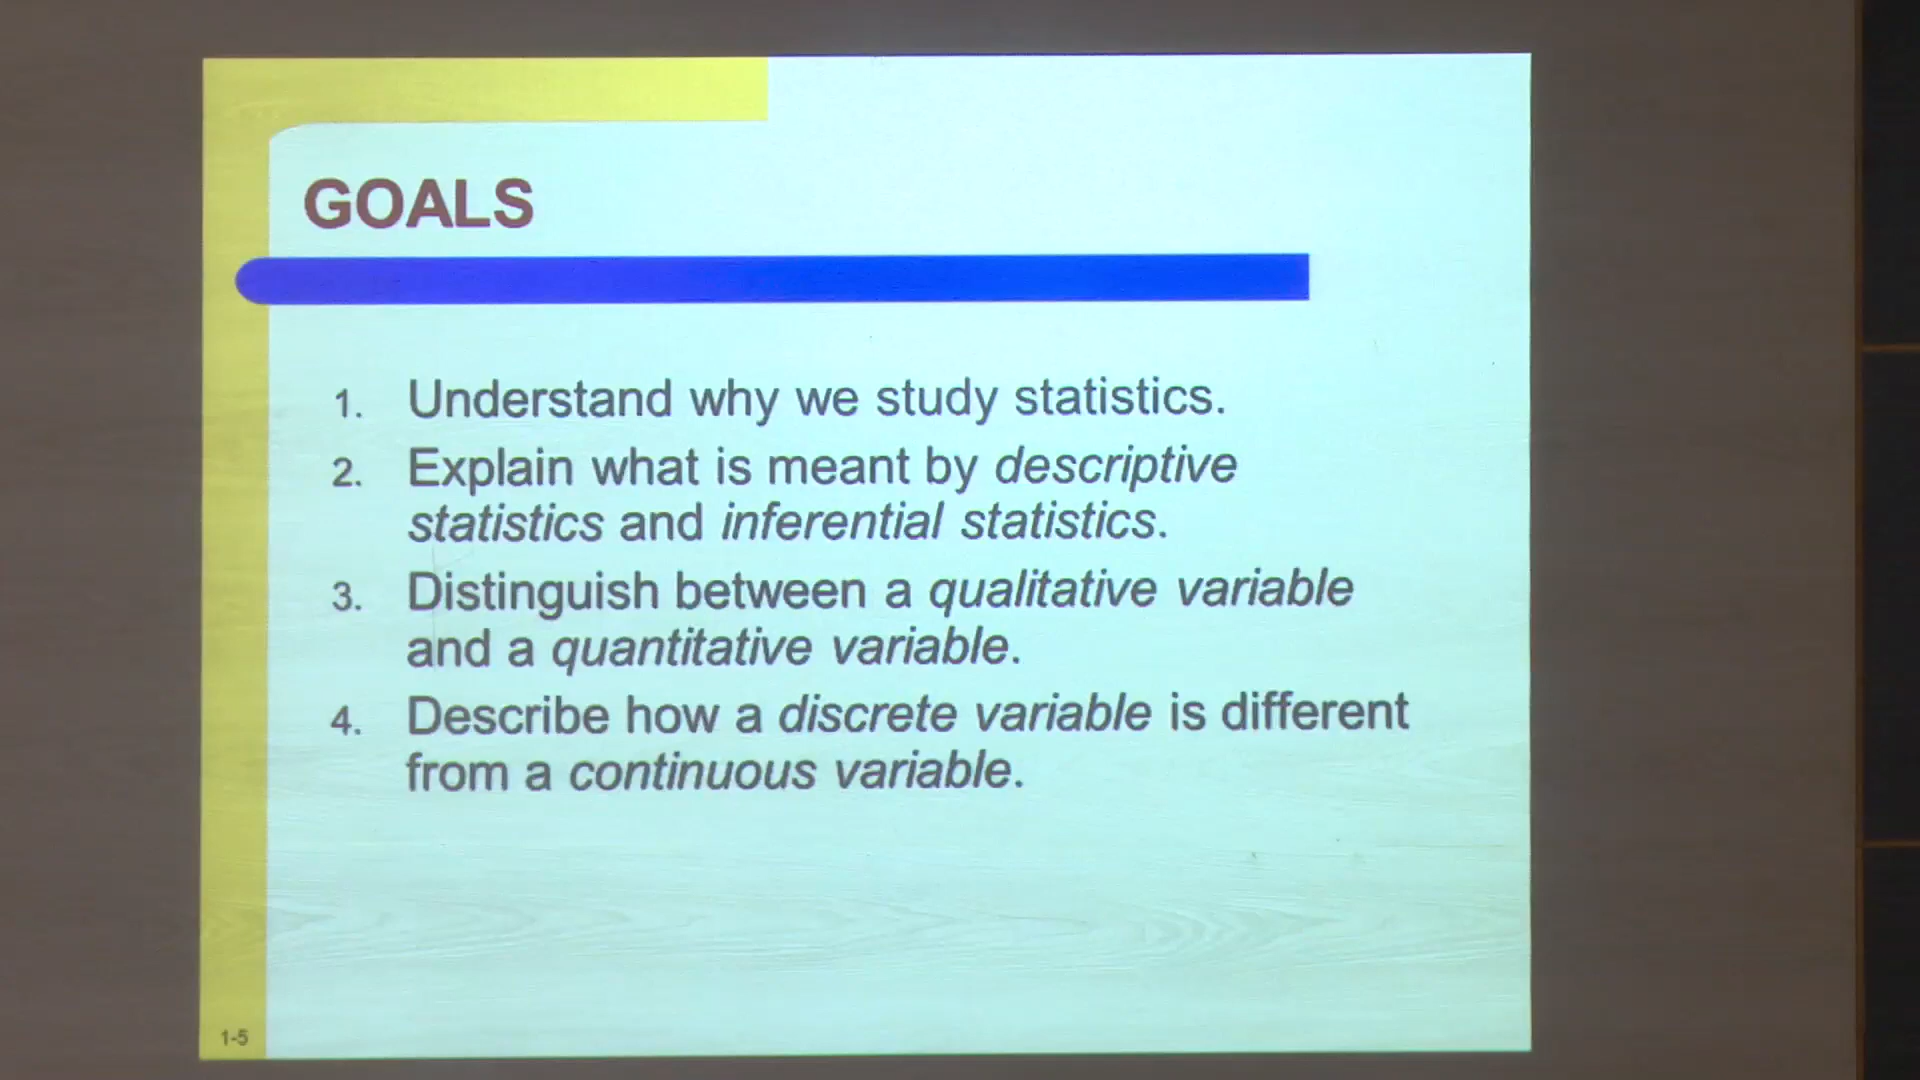 GOALS
1. Understand why we study statistics.
2. Explain what is meant by descriptive
statistics and inferential statistics.
3. Distinguish between a qualitative variable
and a quantitative variable.
4. Describe how a discrete variable is different
from a continuous variable.
1-5